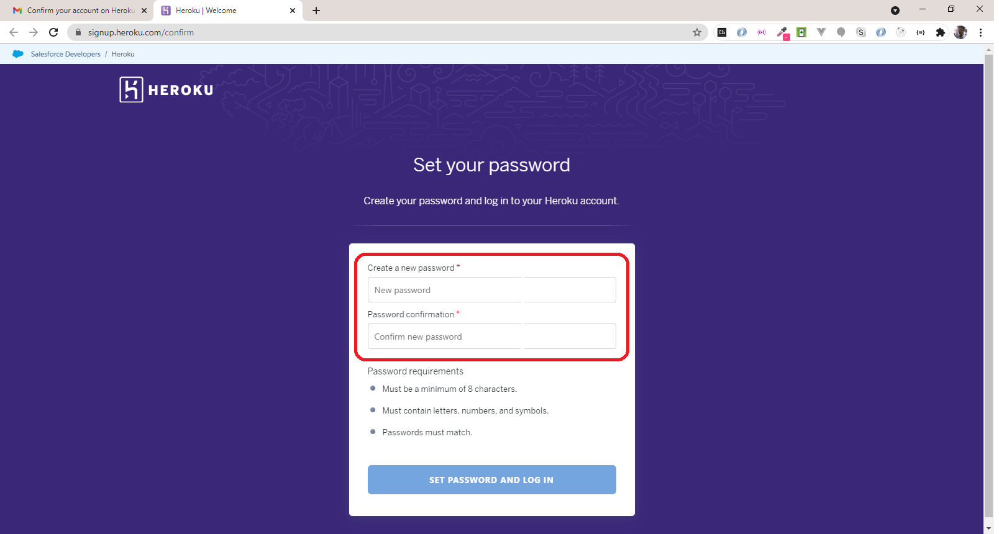 Confirm your account on Heroku
Heroku | Welcome
signup.heroku.com/confirm
Salesforce Developers / Heroku
HEROKU
Set your password
Create your password and log in to your Heroku account.
Create a new password *
New password
Password confirmation *
Confirm new password
Password requirements
Must be a minimum of 8 characters.
Must contain letters, numbers, and symbols.
Passwords must match.
SET PASSWORD AND LOG IN